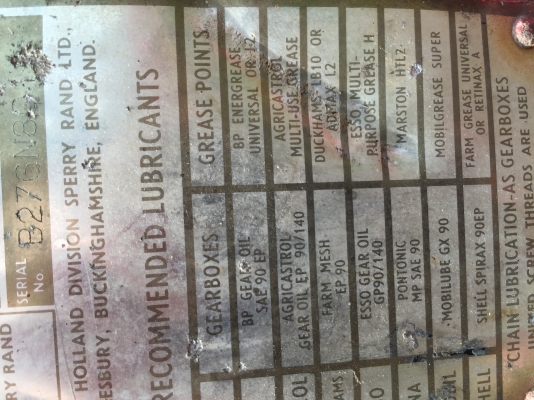 RY RAND
SERIAL No. B276N86
HOLLAND DIVISION SPERRY RAND LTD.,
ESBURY, BUCKINGHAMSHIRE, ENGLAND.
RECOMMENDED LUBRICANTS
GEARBOXES GREASE POINTS
BP GEAR OIL SAE 90 EP BP ENERGREASE UNIVERSAL OR L2
OL AGRICASTROL GEAR OIL EP 90/140 AGRICASTROL MULTI-USE GREASE
AMS FARM MESH EP 90 DUCKHAMS LB10 OR ADMAX L2
O ESSO GEAR OIL GP90/140 ESSO MULTI-PURPOSE GREASE H
NA PONTONIC MP SAE 90 MARSTON HTL2
OIL MOBILUBE GX 90 MOBILGREASE SUPER
HELL SHELL SPIRAX 90EP FARM GREASE UNIVERSAL OR RETINAX A
CHAIN LUBRICATION-AS GEARBOXES
UNIFIED SCREW THREADS ARE USED